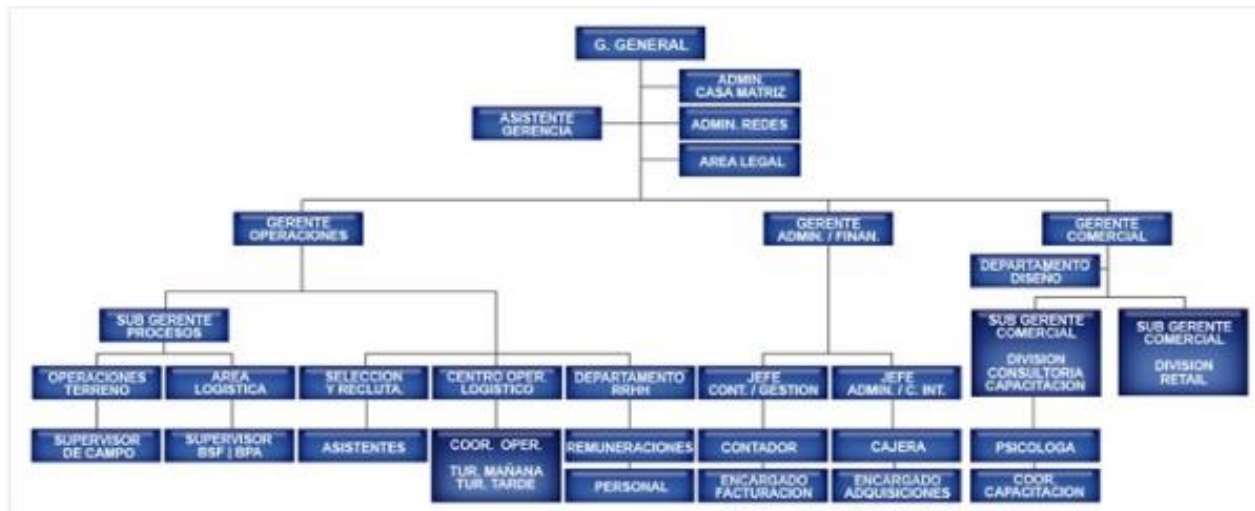 G. GENERAL
ADMIN.
CASA MATRIZ
ASISTENTE
GERENCIA
ADMIN. REDES
AREA LEGAL
GERENTE
OPERACIONES
GERENTE
ADMIN. / FINAN.
GERENTE
COMERCIAL
DEPARTAMENTO
DISEÑO
SUB GERENTE
PROCESOS
SUB GERENTE
COMERCIAL
DIVISION
CONSULTORIA
CAPACITACION
SUB GERENTE
COMERCIAL
DIVISION
RETAIL
OPERACIONES
TERRENO
AREA
LOGISTICA
SELECCION
Y RECLUTA.
CENTRO OPER.
LOGISTICO
DEPARTAMENTO
RRHH
JEFE
CONT. / GESTION
JEFE
ADMIN. / C. INT.
SUPERVISOR
DE CAMPO
SUPERVISOR
BSF | BPA
ASISTENTES
COOR. OPER.
TUR. MAÑANA
TUR. TARDE
REMUNERACIONES
PERSONAL
CONTADOR
ENCARGADO
FACTURACION
CAJERA
ENCARGADO
ADQUISICIONES
PSICOLOGA
COOR.
CAPACITACION